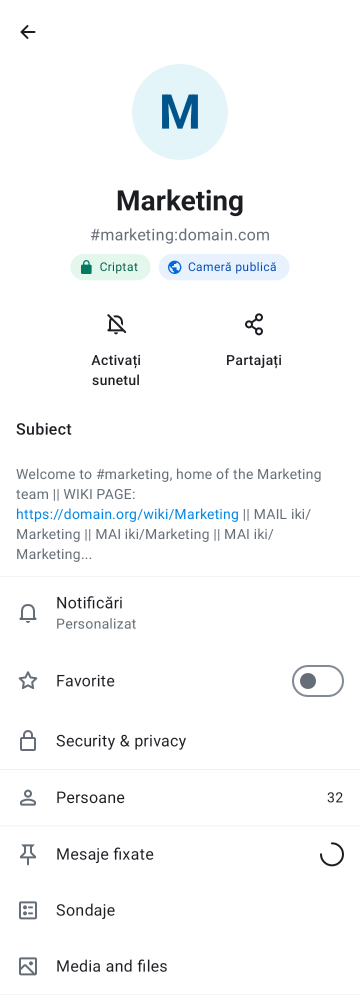 M
Marketing
#marketing:domain.com
Criptat
Cameră publică
Activați
sunetul
Partajați
Subiect
Welcome to #marketing, home of the Marketing
team || WIKI PAGE:
https://domain.org/wiki/Marketing || MAIL iki/
Marketing || MAI iki/Marketing || MAI iki/
Marketing...
Notificări
Personalizat
Favorite
Security & privacy
Persoane 32
Mesaje fixate
Sondaje
Media and files